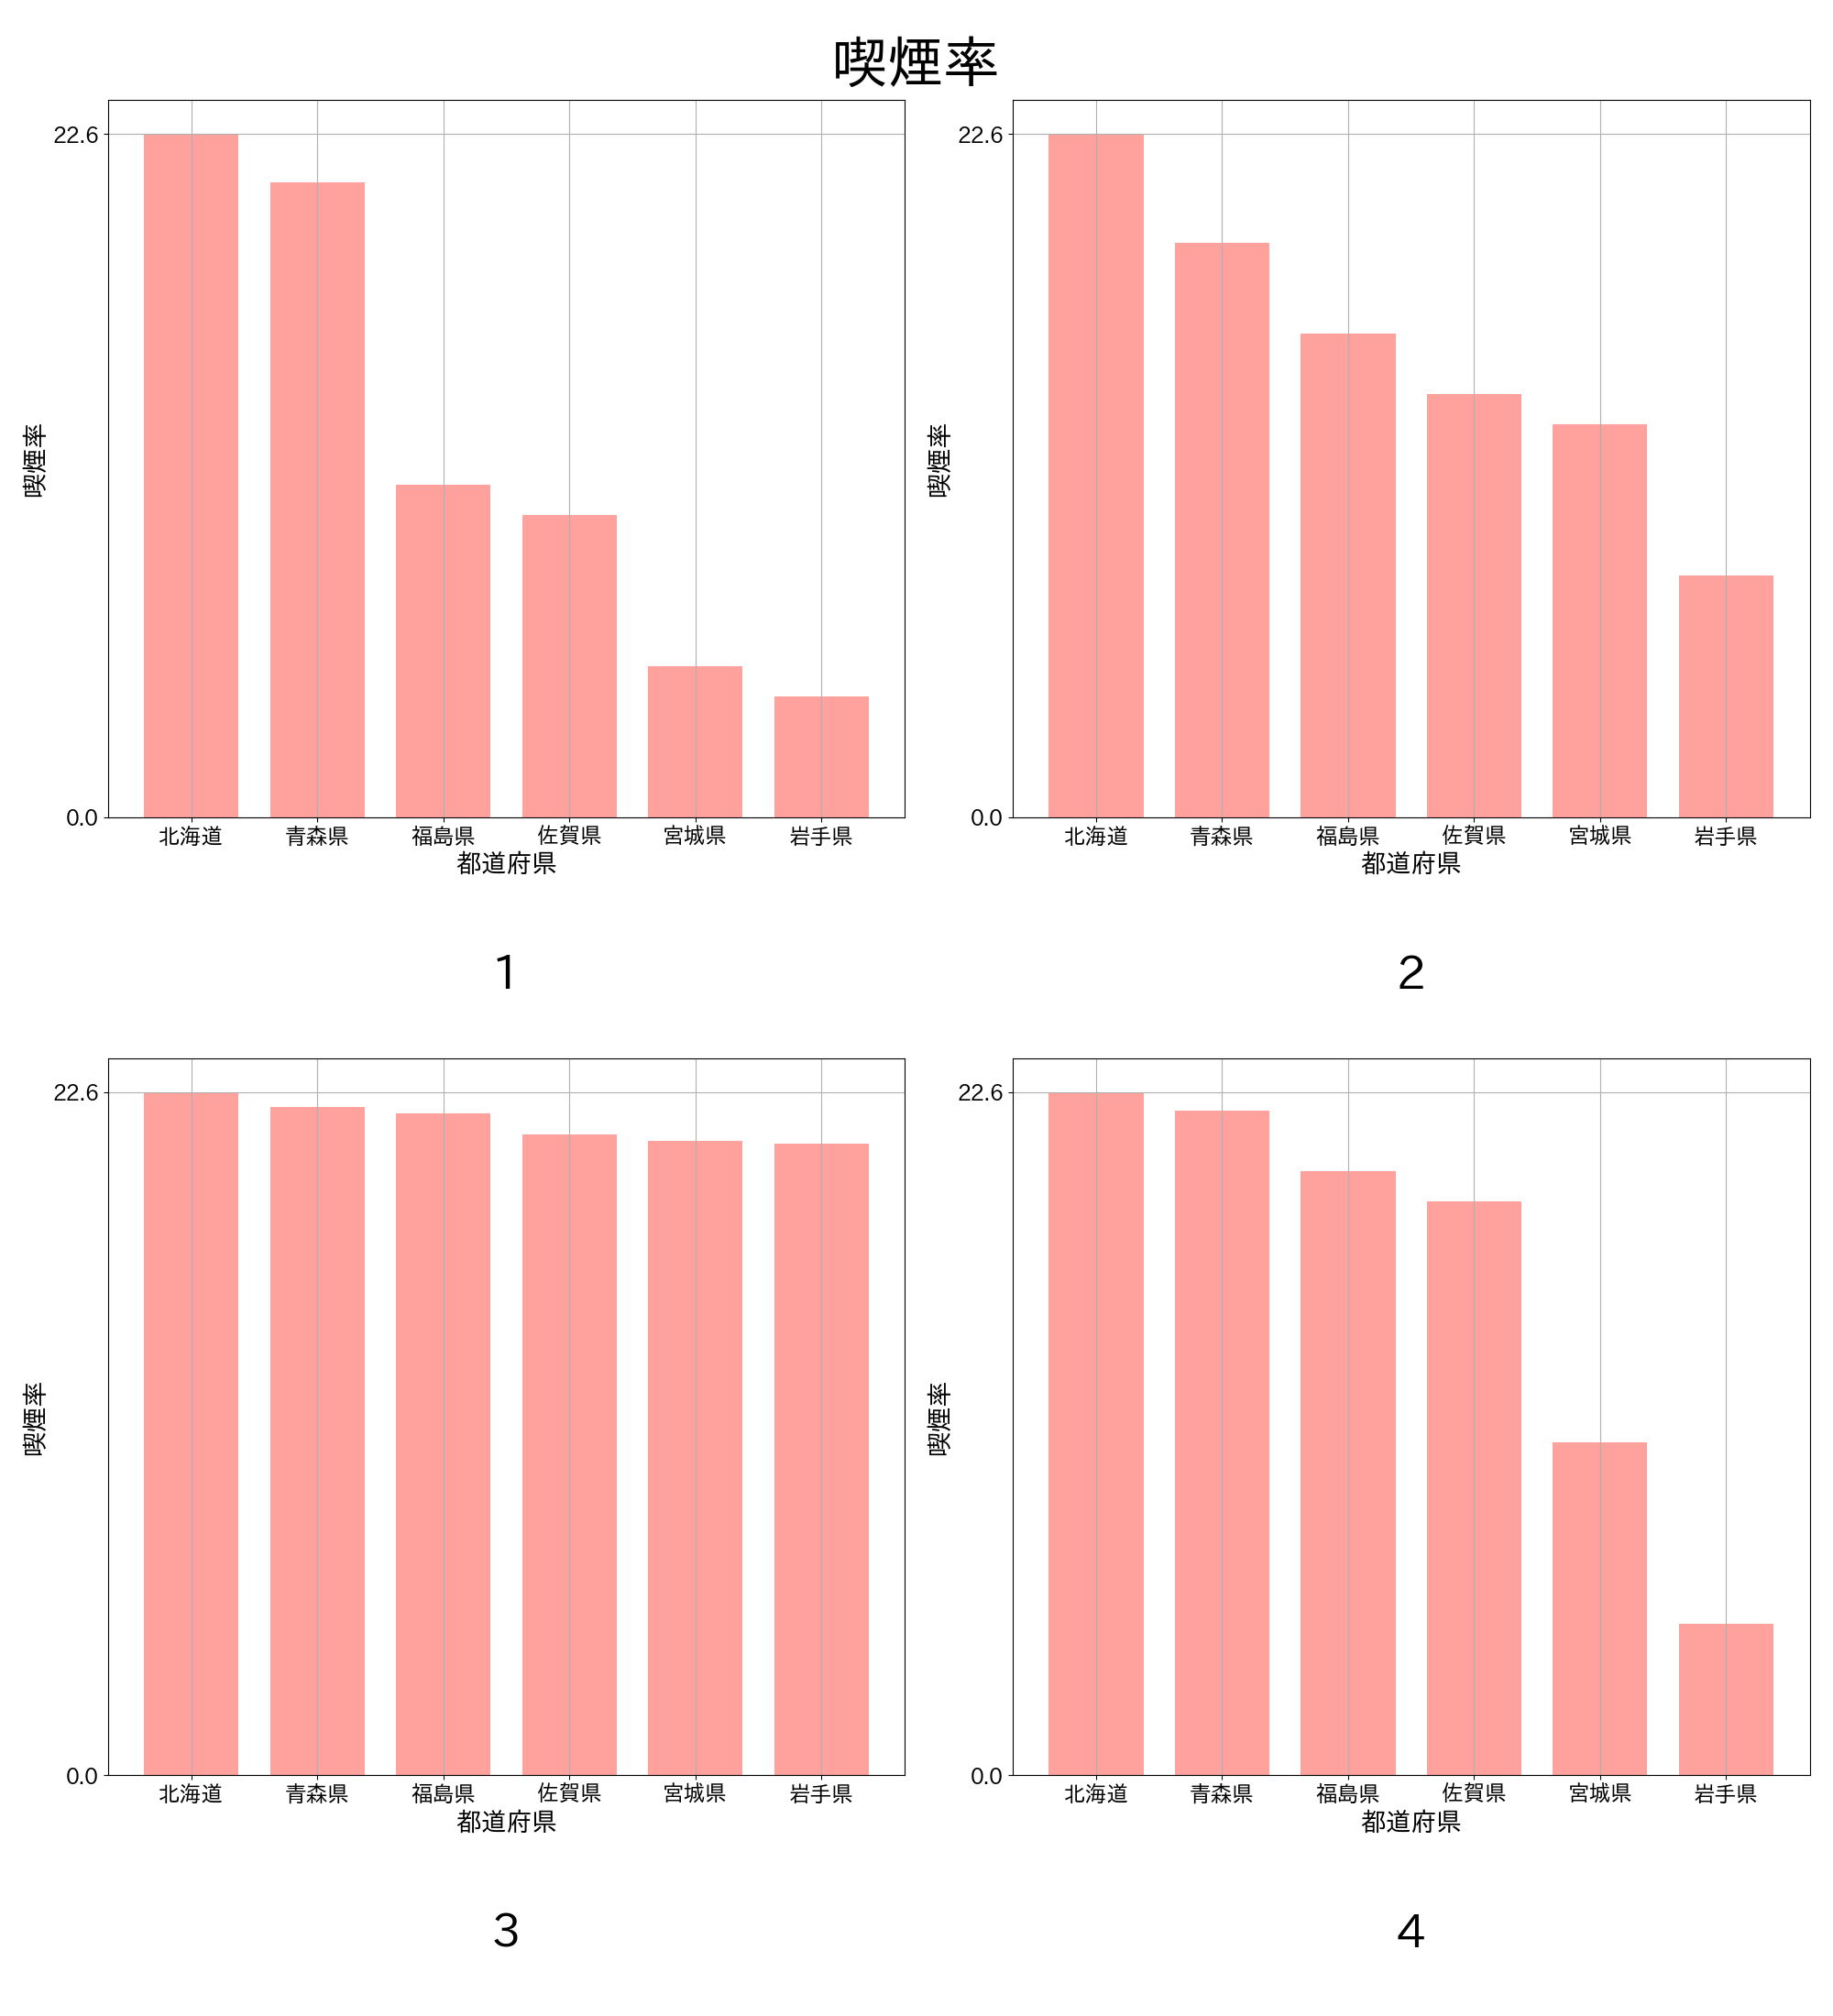 喫煙率
22.6
喫煙率
0.0
北海道 青森県 福島県 佐賀県 宮城県 岩手県
都道府県
1
22.6
喫煙率
0.0
北海道 青森県 福島県 佐賀県 宮城県 岩手県
都道府県
2
22.6
喫煙率
0.0
北海道 青森県 福島県 佐賀県 宮城県 岩手県
都道府県
3
22.6
喫煙率
0.0
北海道 青森県 福島県 佐賀県 宮城県 岩手県
都道府県
4